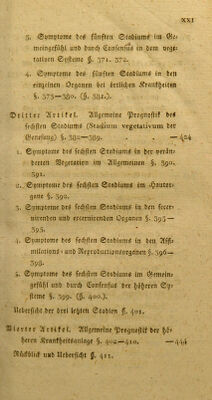 XXI
3. Symptome des fünften Stadiums im Ge-
meingefühl und durch Consensus in dem vege-
tativen Systeme §. 371. 372.
4. Symptome des fünften Stadiums in den
einzelnen Organen bei örtlichen Krankheiten
§. 373—380. (§. 381.)
Dritter Artikel. Allgemeine Prognostik des
sechsten Stadiums (Stadium vegetativum der
Genesung) §. 382—389. — 424
1. Symptome des sechsten Stadiums in der verän-
derten Vegetation im Allgemeinen §. 390.
391.
2. Symptome des sechsten Stadiums im Hautor-
gane §. 392.
3. Symptome des sechsten Stadiums in den secer-
nirenden und excernirenden Organen §. 393—
395.
4. Symptome des sechsten Stadiums in den Assi-
milations- und Reproductionsorganen §. 396—
398.
5. Symptome des sechsten Stadiums im Gemein-
gefühl und durch Consensus der höheren Sy-
steme §. 399. (§. 400.)
Uebersicht der drei letzten Stadien §. 401.
Vierter Artikel. Allgemeine Prognostik der hö-
heren Krankheitsanlage §. 402—410. — 441
Rückblick und Uebersicht §. 411.